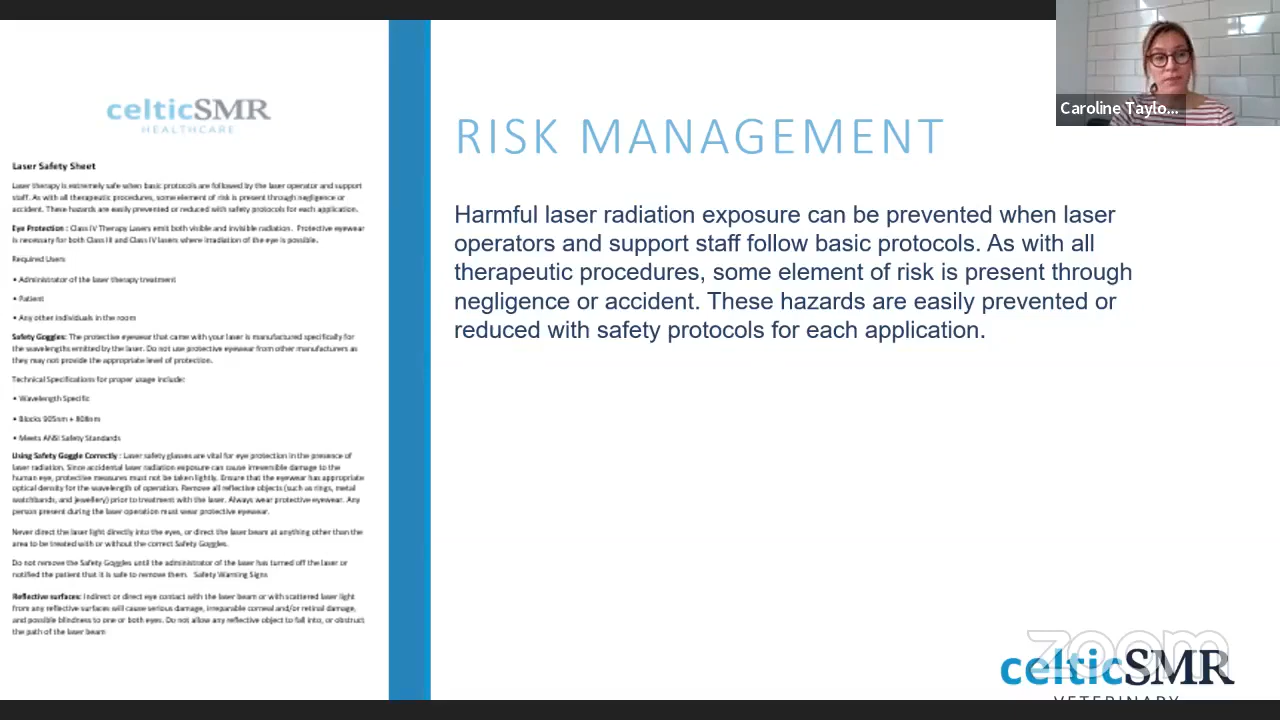 celticSMR
HEALTHCARE
Laser Safety Sheet
Laser therapy is extremely safe when basic protocols are followed by the laser operator and support
staff. As with all therapeutic procedures, some element of risk is present through negligence or
accident. These hazards are easily prevented or reduced with safety protocols for each application.
Eye Protection : Class IV Therapy Lasers emit both visible and invisible radiation. Protective eyewear
is necessary for both Class III and Class IV lasers where irradiation of the eye is possible.
Required Users
• Administrator of the laser therapy treatment
• Patient
• Any other individuals in the room
Safety Goggles: The protective eyewear that came with your laser is manufactured specifically for
the wavelengths emitted by the laser. Do not use protective eyewear from other manufacturers as
they may not provide the appropriate level of protection.
Technical Specifications for proper usage include:
• Wavelength Specific
• Blocks 905nm + 808nm
• Meets ANSI Safety Standards
Using Safety Goggle Correctly : Laser safety glasses are vital for eye protection in the presence of
laser radiation. Since accidental laser radiation exposure can cause irreversible damage to the
human eye, protective measures must not be taken lightly. Ensure that the eyewear has appropriate
optical density for the wavelength of operation. Remove all reflective objects (such as rings, metal
watchbands, and jewellery) prior to treatment with the laser. Always wear protective eyewear. Any
person present during the laser operation must wear protective eyewear.
Never direct the laser light directly into the eyes, or direct the laser beam at anything other than the
area to be treated with or without the correct Safety Goggles.
Do not remove the Safety Goggles until the administrator of the laser has turned off the laser or
notified the patient that it is safe to remove them. Safety Warning Signs
Reflective surfaces: Indirect or direct eye contact with the laser beam or with scattered laser light
from any reflective surfaces will cause serious damage, irreparable corneal and/or retinal damage,
and possible blindness to one or both eyes. Do not allow any reflective object to fall into, or obstruct
the path of the laser beam
RISK MANAGEMENT
Harmful laser radiation exposure can be prevented when laser
operators and support staff follow basic protocols. As with all
therapeutic procedures, some element of risk is present through
negligence or accident. These hazards are easily prevented or
reduced with safety protocols for each application.
Caroline Taylo...
zoom
celticSMR
VETERINARY